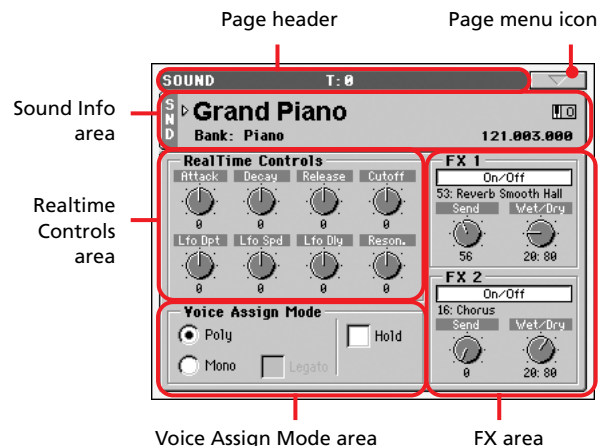 Page header
Page menu icon
SOUND T:0
Sound Info
area
SND
Grand Piano
Bank: Piano 121.003.000
Realtime
Controls
area
RealTime Controls
Attack Decay Release Cutoff
0 0 0 0
Lfo Dpt Lfo Spd Lfo Dly Reson.
0 0 0 0
FX 1
On/Off
53: Reverb Smooth Hall
Send Wet/Dry
56 20:80
FX 2
On/Off
16: Chorus
Send Wet/Dry
0 20:80
Voice Assign Mode
Poly Hold
Mono Legato
Voice Assign Mode area
FX area